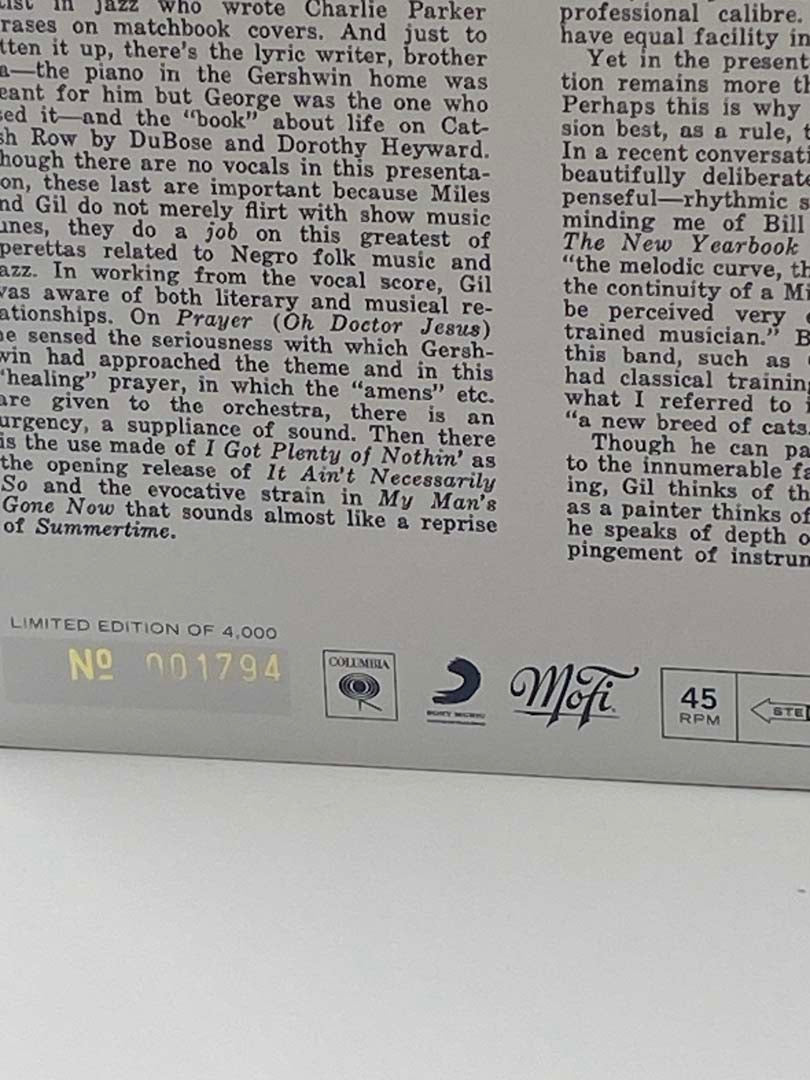 in jazz who wrote Charlie Parker
rases on matchbook covers. And just to
tten it up, there's the lyric writer, brother
a—the piano in the Gershwin home was
eant for him but George was the one who
sed it—and the "book" about life on Cat-
sh Row by DuBose and Dorothy Heyward.
hough there are no vocals in this presenta-
on, these last are important because Miles
nd Gil do not merely flirt with show music
unes, they do a job on this greatest of
perettas related to Negro folk music and
azz. In working from the vocal score, Gil
was aware of both literary and musical re-
ationships. On Prayer (Oh Doctor Jesus)
he sensed the seriousness with which Gersh-
win had approached the theme and in this
"healing" prayer, in which the "amens" etc.
are given to the orchestra, there is an
urgency, a suppliance of sound. Then there
is the use made of I Got Plenty of Nothin' as
the opening release of It Ain't Necessarily
So and the evocative strain in My Man's
Gone Now that sounds almost like a reprise
of Summertime.
professional calibre.
have equal facility in
Yet in the present
tion remains more th
Perhaps this is why
sion best, as a rule, t
In a recent conversati
beautifully deliberate
penseful—rhythmic s
minding me of Bill
The New Yearbook
"the melodic curve, th
the continuity of a Mi
be perceived very
trained musician." B
this band, such as
had classical training
what I referred to i
"a new breed of cats.
Though he can pa
to the innumerable fa
ing, Gil thinks of th
as a painter thinks of
he speaks of depth o
pingement of instrum
LIMITED EDITION OF 4,000
Nº 001794
COLUMBIA
SONY MUSIC
MoFi
45
RPM
STE